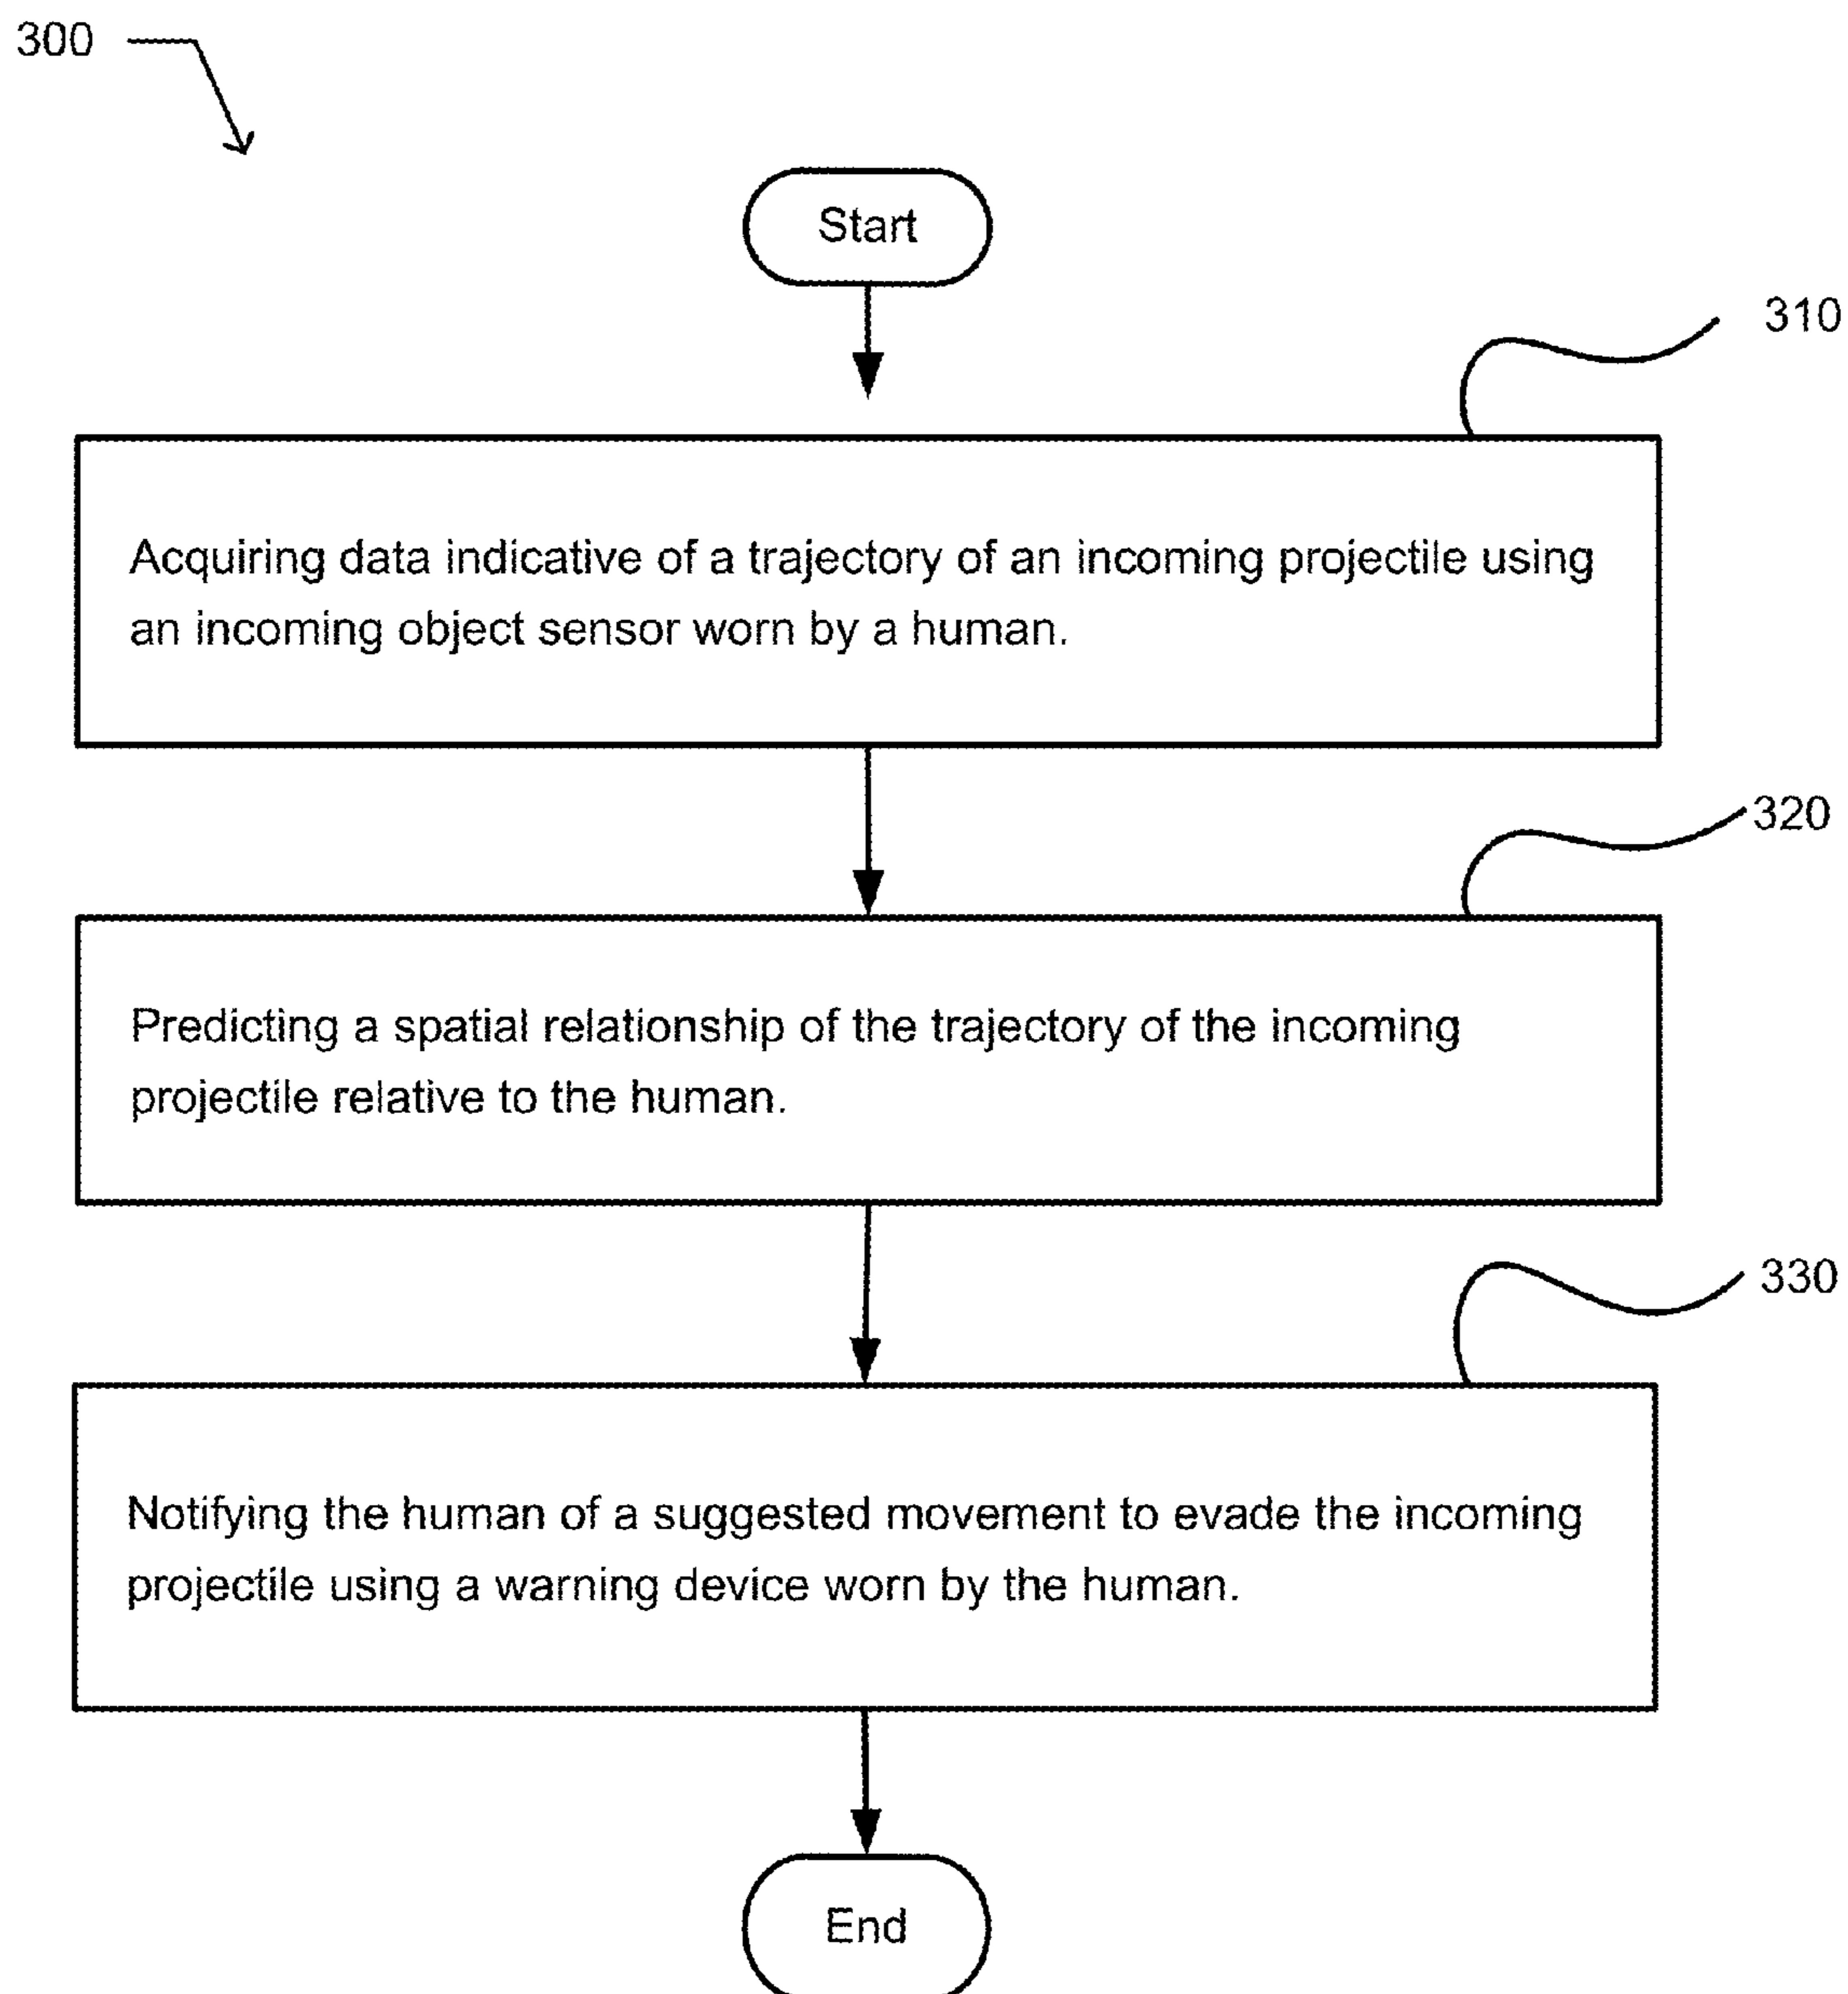 300
Start
310
Acquiring data indicative of a trajectory of an incoming projectile using
an incoming object sensor worn by a human.
320
Predicting a spatial relationship of the trajectory of the incoming
projectile relative to the human.
330
Notifying the human of a suggested movement to evade the incoming
projectile using a warning device worn by the human.
End